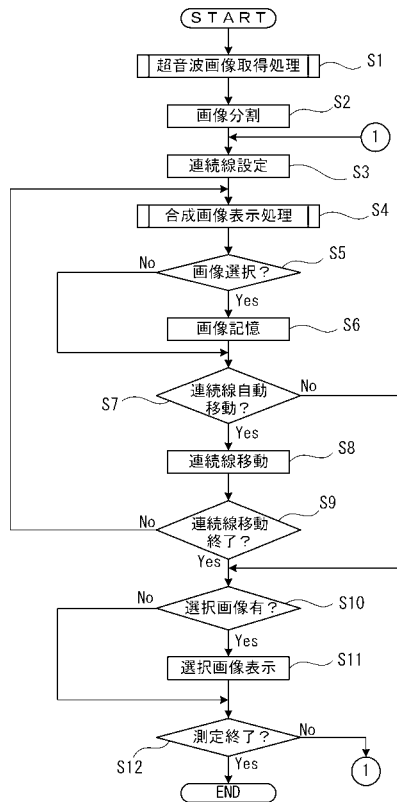 START
超音波画像取得処理
S1
画像分割
S2
1
連続線設定
S3
合成画像表示処理
S4
画像選択?
S5
No
Yes
画像記憶
S6
連続線自動
移動?
S7
No
Yes
連続線移動
S8
連続線移動
終了?
S9
No
Yes
選択画像有?
S10
No
Yes
選択画像表示
S11
測定終了?
S12
No
Yes
1
END